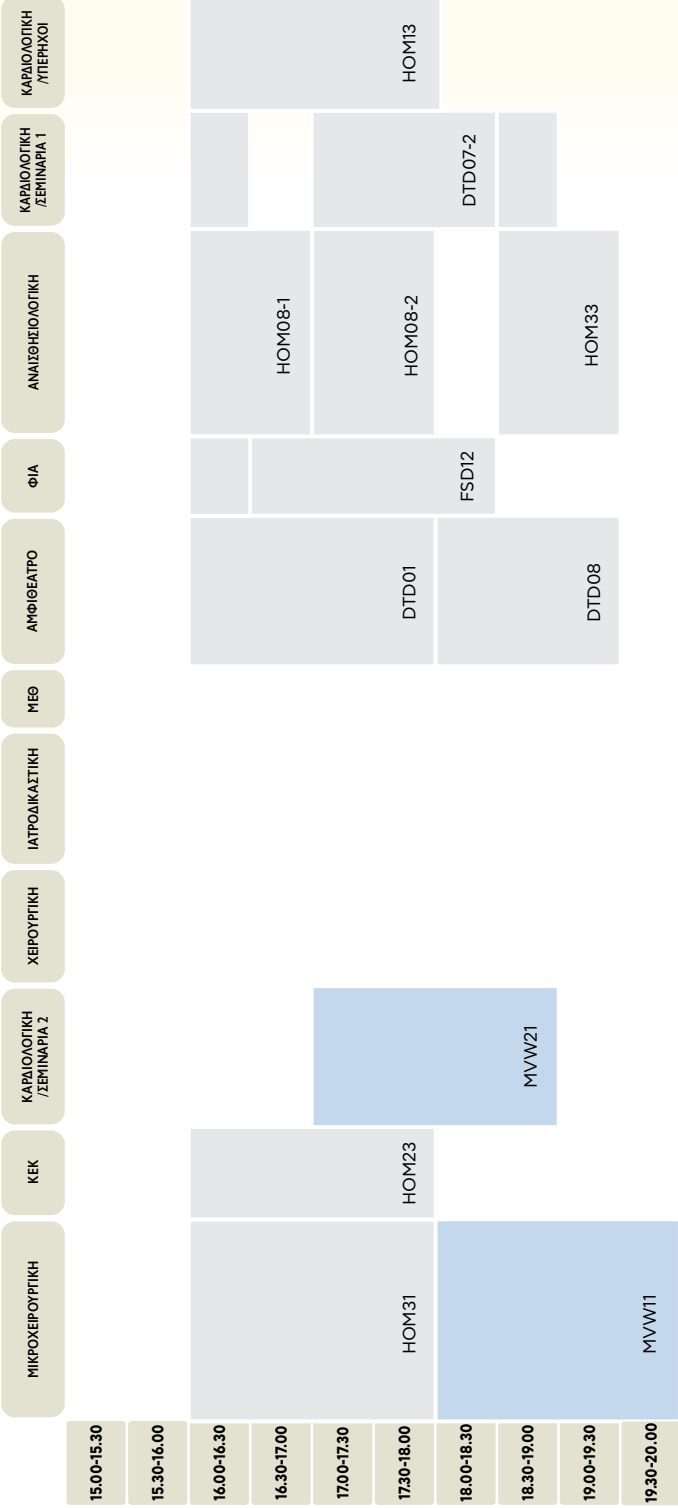 ΜΙΚΡΟΧΕΙΡΟΥΡΓΙΚΗ
ΚΕΚ
ΚΑΡΔΙΟΛΟΓΙΚΗ
/ΣΕΜΙΝΑΡΙΑ 2
ΧΕΙΡΟΥΡΓΙΚΗ
ΙΑΤΡΟΔΙΚΑΣΤΙΚΗ
ΜΕΘ
ΑΜΦΙΘΕΑΤΡΟ
ΦΙΑ
ΑΝΑΙΣΘΗΣΙΟΛΟΓΙΚΗ
ΚΑΡΔΙΟΛΟΓΙΚΗ
/ΣΕΜΙΝΑΡΙΑ 1
ΚΑΡΔΙΟΛΟΓΙΚΗ
/ΥΠΕΡΗΧΟΙ
15.00-15.30
15.30-16.00
16.00-16.30
16.30-17.00
HOM08-1
17.00-17.30
17.30-18.00
HOM31
HOM23
DTD01
HOM08-2
HOM13
18.00-18.30
FSD12
DTD07-2
18.30-19.00
MVW21
19.00-19.30
DTD08
HOM33
19.30-20.00
MVW11